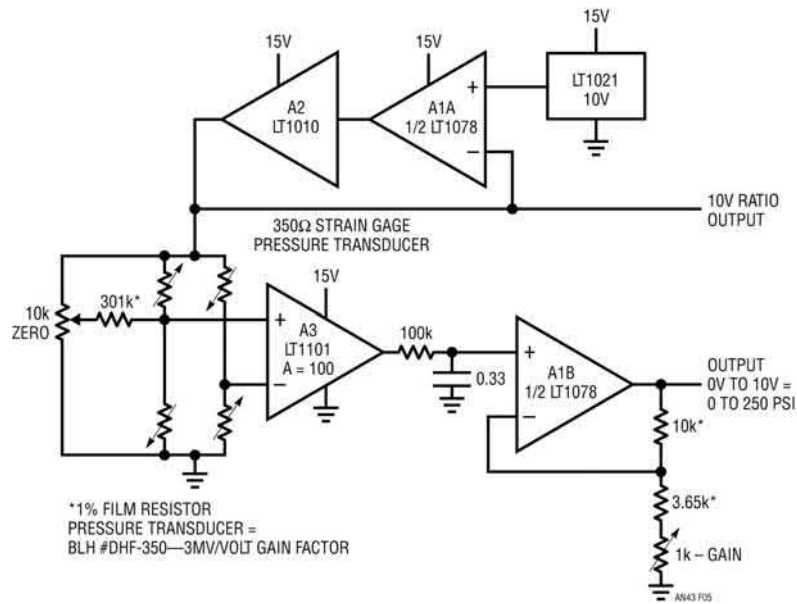 15V
15V
15V
A2
LT1010
A1A
1/2 LT1078
+
−
LT1021
10V
10V RATIO
OUTPUT
350Ω STRAIN GAGE
PRESSURE TRANSDUCER
10k
ZERO
301k*
15V
+
−
A3
LT1101
A = 100
100k
0.33
+
−
A1B
1/2 LT1078
OUTPUT
0V TO 10V =
0 TO 250 PSI
10k*
3.65k*
1k – GAIN
*1% FILM RESISTOR
PRESSURE TRANSDUCER =
BLH #DHF-350—3MV/VOLT GAIN FACTOR
AN43 F05